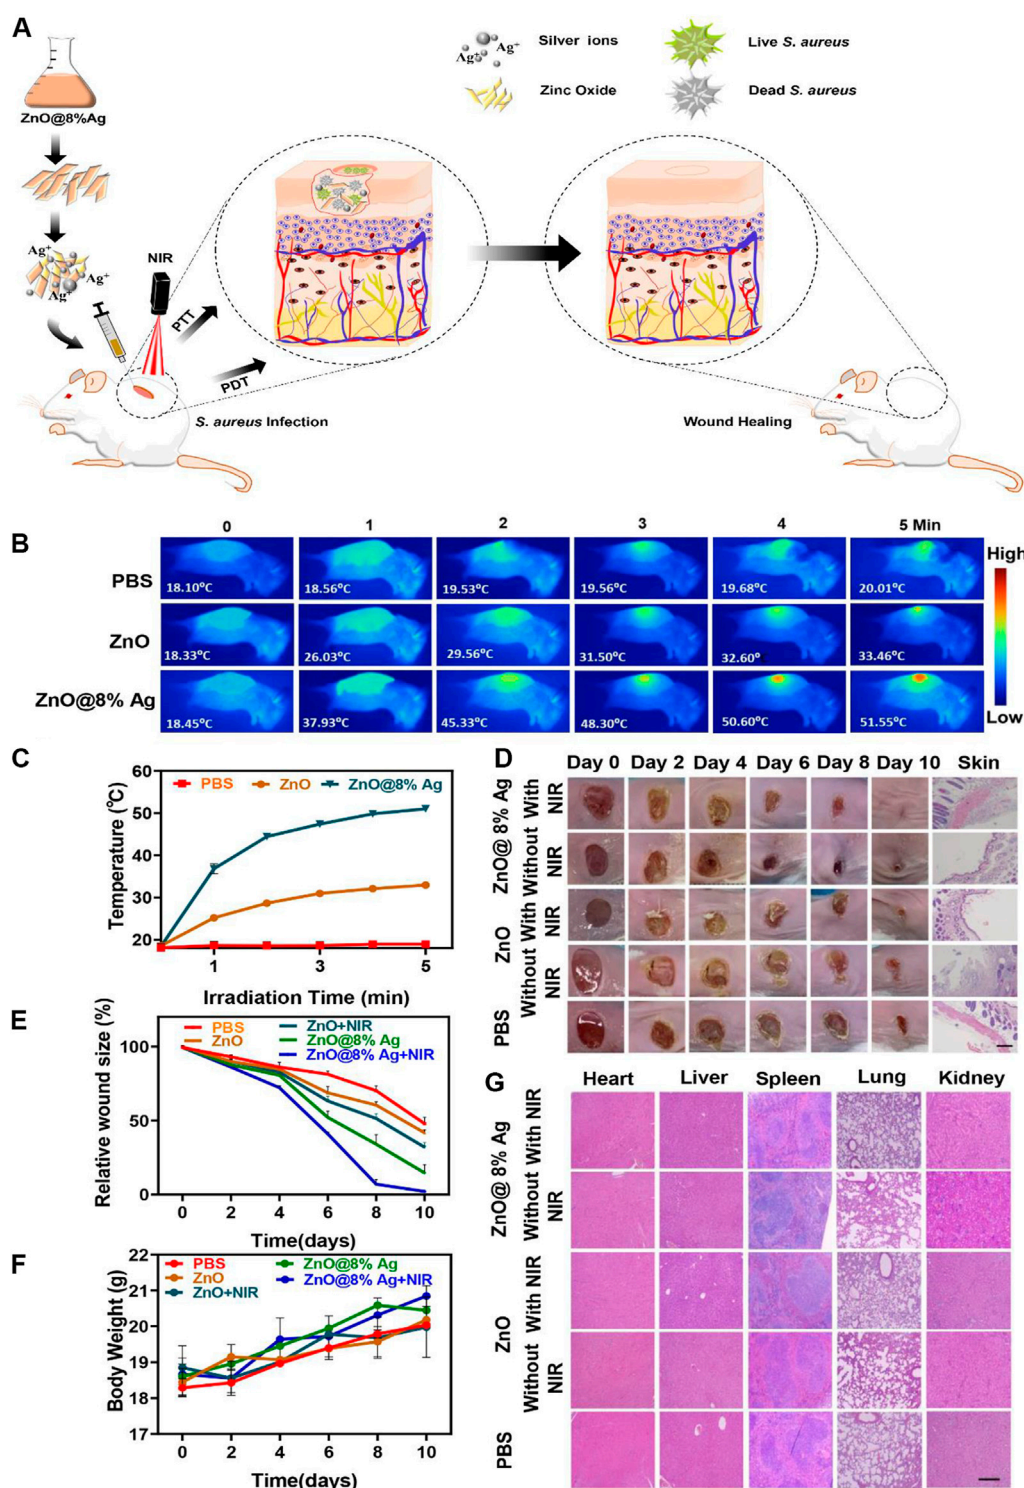 A
ZnO@8%Ag
Silver ions
Ag⁺
Ag⁺
Zinc Oxide
Live S. aureus
Dead S. aureus
Ag⁺
Ag⁺
Ag⁺
NIR
PTT
PDT
S. aureus Infection
Wound Healing
B
0 1 2 3 4 5 Min
PBS
18.10°C 18.56°C 19.53°C 19.56°C 19.68°C 20.01°C
ZnO
18.33°C 26.03°C 29.56°C 31.50°C 32.60°C 33.46°C
ZnO@8% Ag
18.45°C 37.93°C 45.33°C 48.30°C 50.60°C 51.55°C
High
Low
C
PBS ZnO ZnO@8% Ag
Temperature (°C)
60
50
40
30
20
1 3 5
Irradiation Time (min)
D
Day 0 Day 2 Day 4 Day 6 Day 8 Day 10 Skin
ZnO@ 8% Ag
With NIR
Without NIR
ZnO
With NIR
Without NIR
PBS
E
PBS
ZnO
ZnO+NIR
ZnO@8% Ag
ZnO@8% Ag+NIR
Relative wound size (%)
100
50
0
0 2 4 6 8 10
Time(days)
F
PBS
ZnO
ZnO+NIR
ZnO@8% Ag
ZnO@8% Ag+NIR
Body Weight (g)
22
21
20
19
18
17
0 2 4 6 8 10
Time(days)
G
Heart Liver Spleen Lung Kidney
ZnO@ 8% Ag
With NIR
Without NIR
ZnO
With NIR
Without NIR
PBS